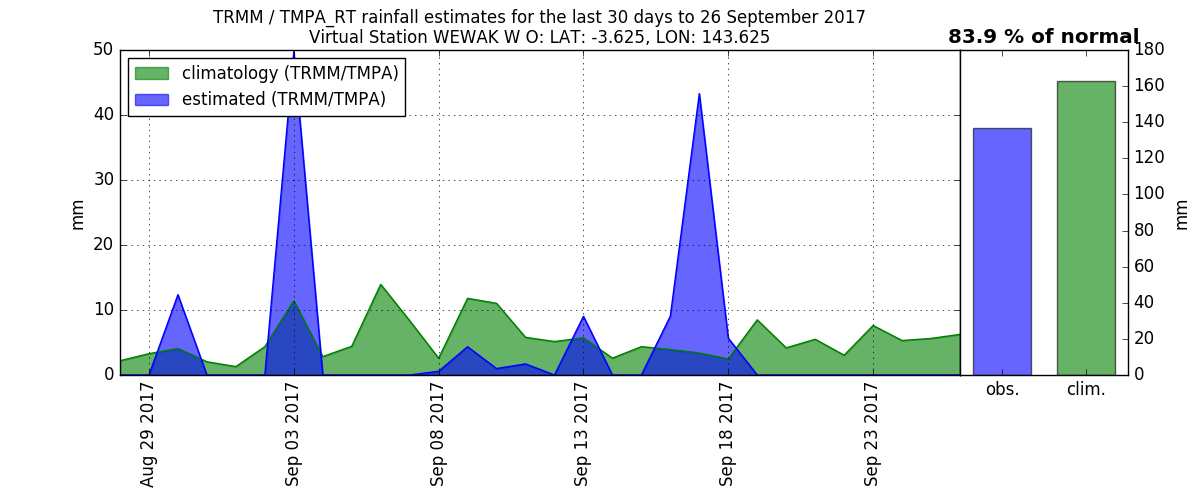 TRMM / TMPA_RT rainfall estimates for the last 30 days to 26 September 2017
Virtual Station WEWAK W O: LAT: -3.625, LON: 143.625
83.9 % of normal
climatology (TRMM/TMPA)
estimated (TRMM/TMPA)
50
40
30
20
10
0
mm
Aug 29 2017
Sep 03 2017
Sep 08 2017
Sep 13 2017
Sep 18 2017
Sep 23 2017
180
160
140
120
100
80
60
40
20
0
mm
obs.
clim.